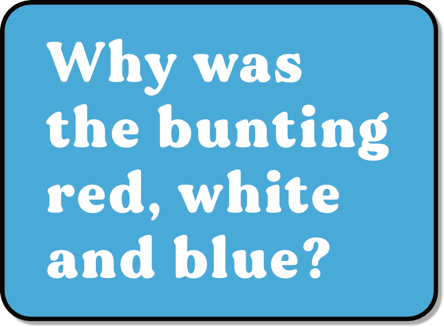 Why was
the bunting
red, white
and blue?